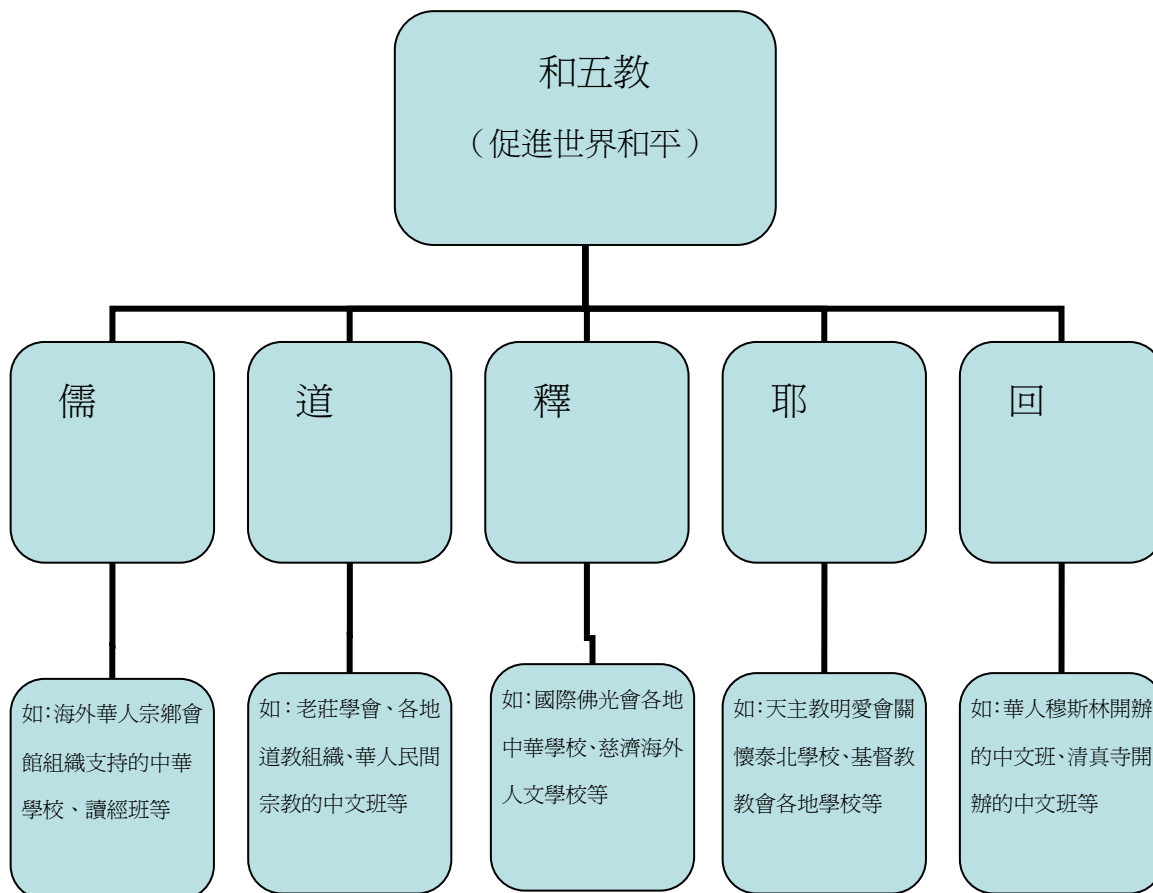 和五教
（促進世界和平）
儒
道
釋
耶
回
如:海外華人宗鄉會
館組織支持的中華
學校、讀經班等
如:老莊學會、各地
道教組織、華人民間
宗教的中文班等
如:國際佛光會各地
中華學校、慈濟海外
人文學校等
如:天主教明愛會關
懷泰北學校、基督教
教會各地學校等
如:華人穆斯林開辦
的中文班、清真寺開
辦的中文班等